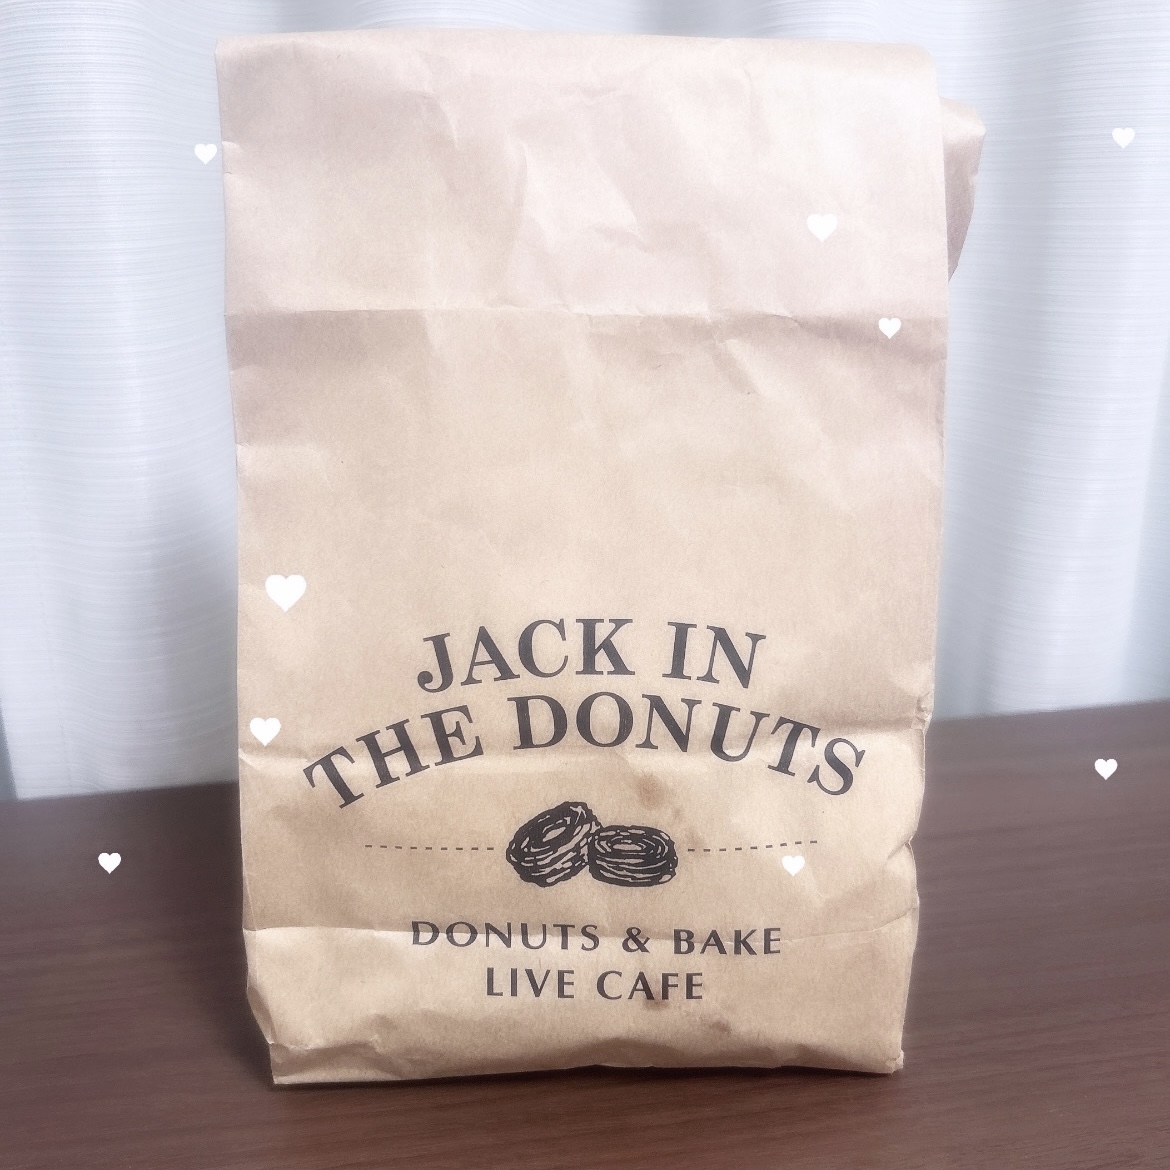 JACK IN
THE DONUTS
DONUTS & BAKE
LIVE CAFE